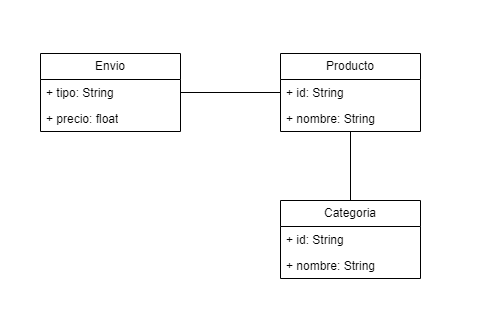 Envio
+ tipo: String
+ precio: float
Producto
+ id: String
+ nombre: String
Categoria
+ id: String
+ nombre: String